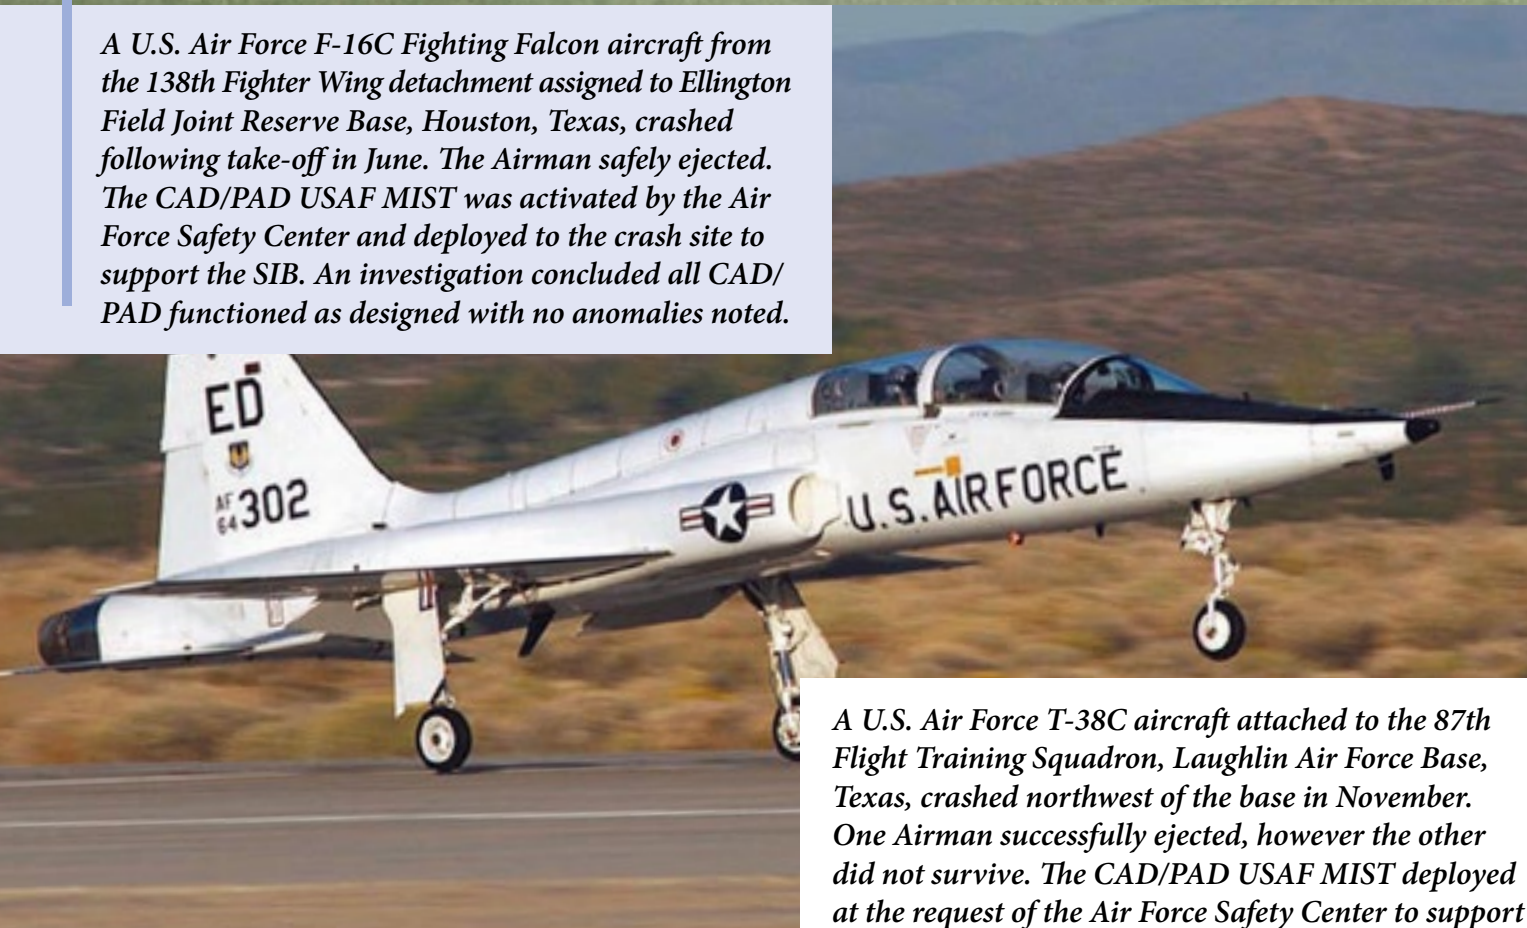 A U.S. Air Force F-16C Fighting Falcon aircraft from
the 138th Fighter Wing detachment assigned to Ellington
Field Joint Reserve Base, Houston, Texas, crashed
following take-off in June. The Airman safely ejected.
The CAD/PAD USAF MIST was activated by the Air
Force Safety Center and deployed to the crash site to
support the SIB. An investigation concluded all CAD/
PAD functioned as designed with no anomalies noted.
ED
AF
64 302
U.S. AIR FORCE
A U.S. Air Force T-38C aircraft attached to the 87th
Flight Training Squadron, Laughlin Air Force Base,
Texas, crashed northwest of the base in November.
One Airman successfully ejected, however the other
did not survive. The CAD/PAD USAF MIST deployed
at the request of the Air Force Safety Center to support